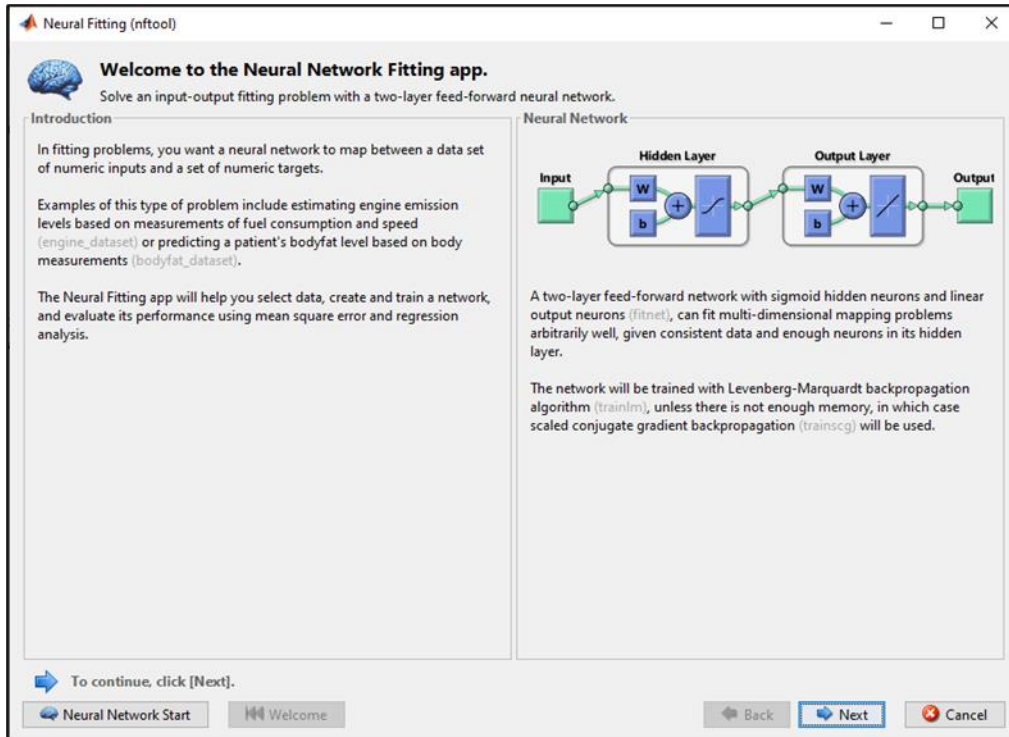 Neural Fitting (nftool)
Welcome to the Neural Network Fitting app.
Solve an input-output fitting problem with a two-layer feed-forward neural network.
Introduction
In fitting problems, you want a neural network to map between a data set
of numeric inputs and a set of numeric targets.
Examples of this type of problem include estimating engine emission
levels based on measurements of fuel consumption and speed
(engine_dataset) or predicting a patient's bodyfat level based on body
measurements (bodyfat_dataset).
The Neural Fitting app will help you select data, create and train a network,
and evaluate its performance using mean square error and regression
analysis.
Neural Network
Hidden Layer
Output Layer
Input
Output
W
b
W
b
A two-layer feed-forward network with sigmoid hidden neurons and linear
output neurons (fitnet), can fit multi-dimensional mapping problems
arbitrarily well, given consistent data and enough neurons in its hidden
layer.
The network will be trained with Levenberg-Marquardt backpropagation
algorithm (trainlm), unless there is not enough memory, in which case
scaled conjugate gradient backpropagation (trainscg) will be used.
To continue, click [Next].
Neural Network Start
Welcome
Back
Next
Cancel